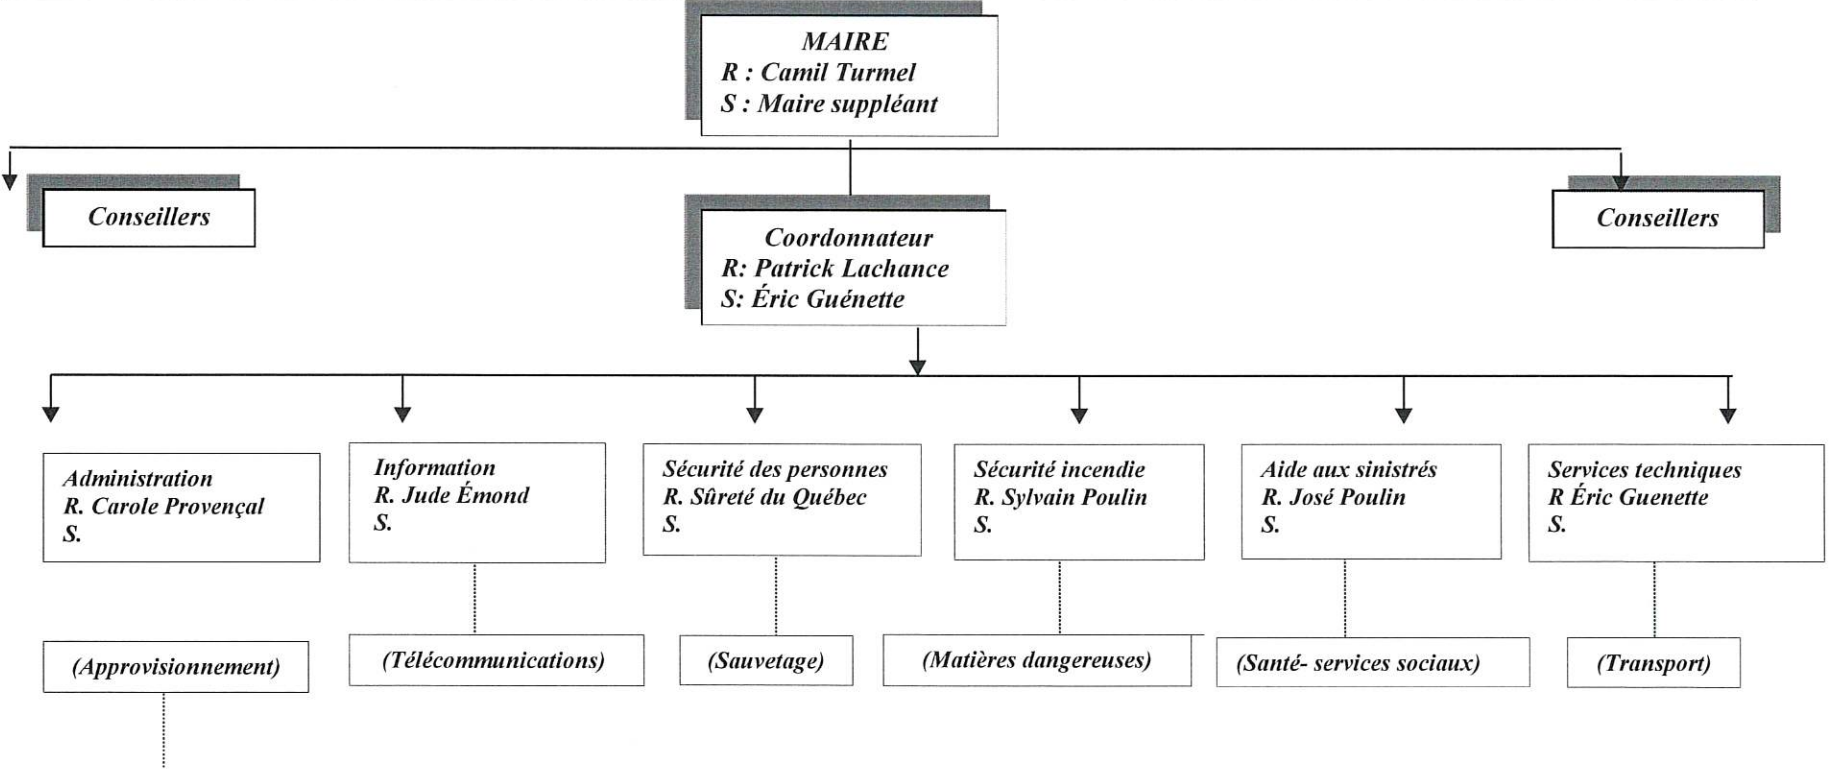 MAIRE
R : Camil Turmel
S : Maire suppléant
Conseillers
Coordonnateur
R: Patrick Lachance
S: Éric Guénette
Conseillers
Administration
R. Carole Provençal
S.
Information
R. Jude Émond
S.
Sécurité des personnes
R. Sûreté du Québec
S.
Sécurité incendie
R. Sylvain Poulin
S.
Aide aux sinistrés
R. José Poulin
S.
Services techniques
R Éric Guenette
S.
(Approvisionnement)
(Télécommunications)
(Sauvetage)
(Matières dangereuses)
(Santé- services sociaux)
(Transport)